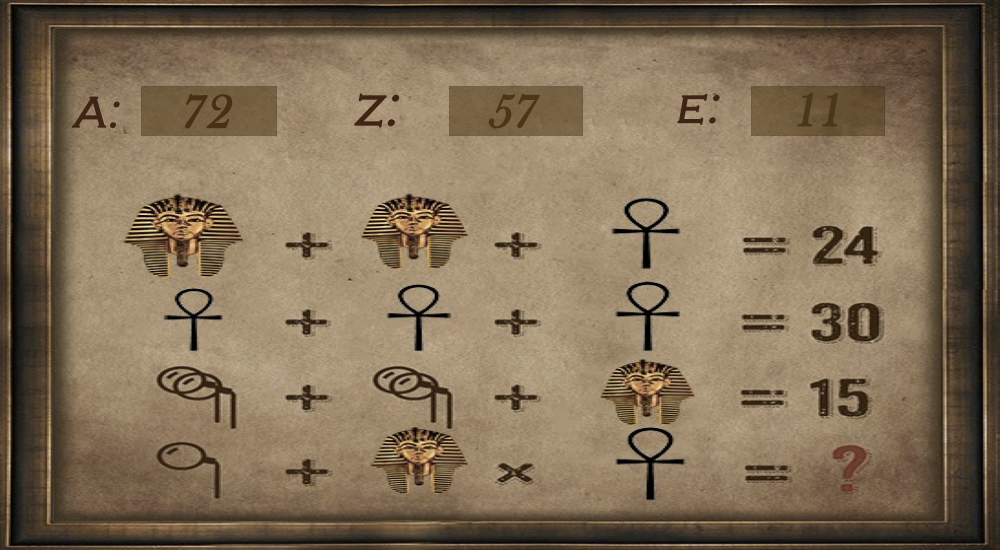 A: 72 Z: 57 E: 11
+ + = 24
+ + = 30
+ + = 15
+ × = ?